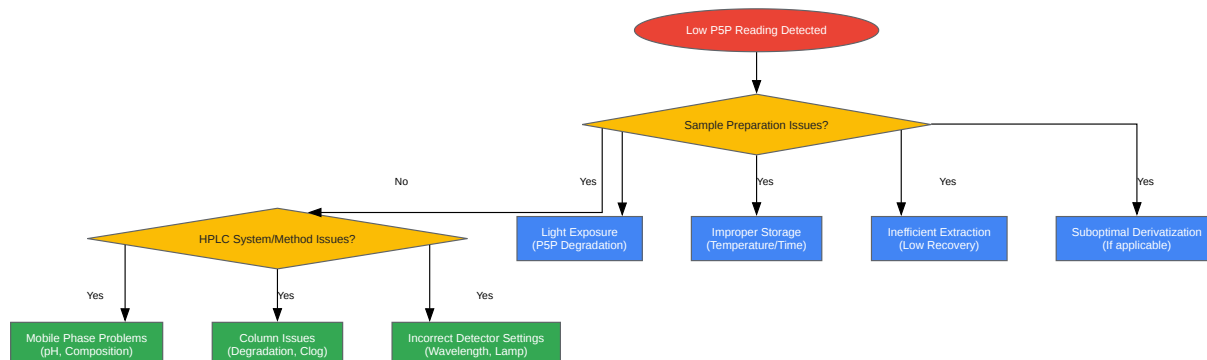 Low P5P Reading Detected
Sample Preparation Issues?
No
Yes
Yes
Yes
Yes
HPLC System/Method Issues?
Light Exposure
(P5P Degradation)
Improper Storage
(Temperature/Time)
Inefficient Extraction
(Low Recovery)
Suboptimal Derivatization
(If applicable)
Yes
Yes
Yes
Mobile Phase Problems
(pH, Composition)
Column Issues
(Degradation, Clog)
Incorrect Detector Settings
(Wavelength, Lamp)